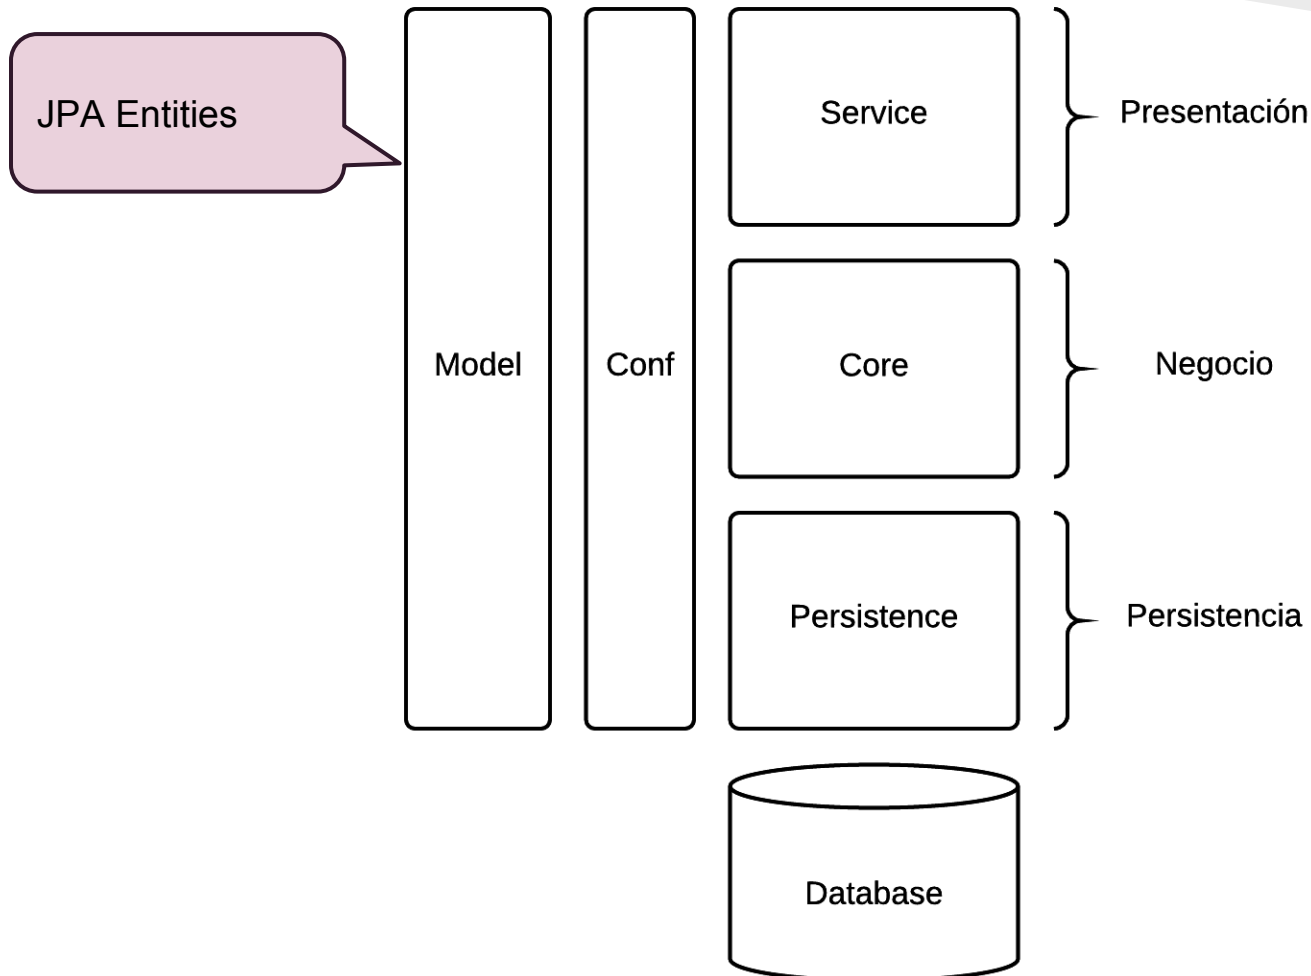 JPA Entities
Service
Presentación
Model
Conf
Core
Negocio
Persistence
Persistencia
Database